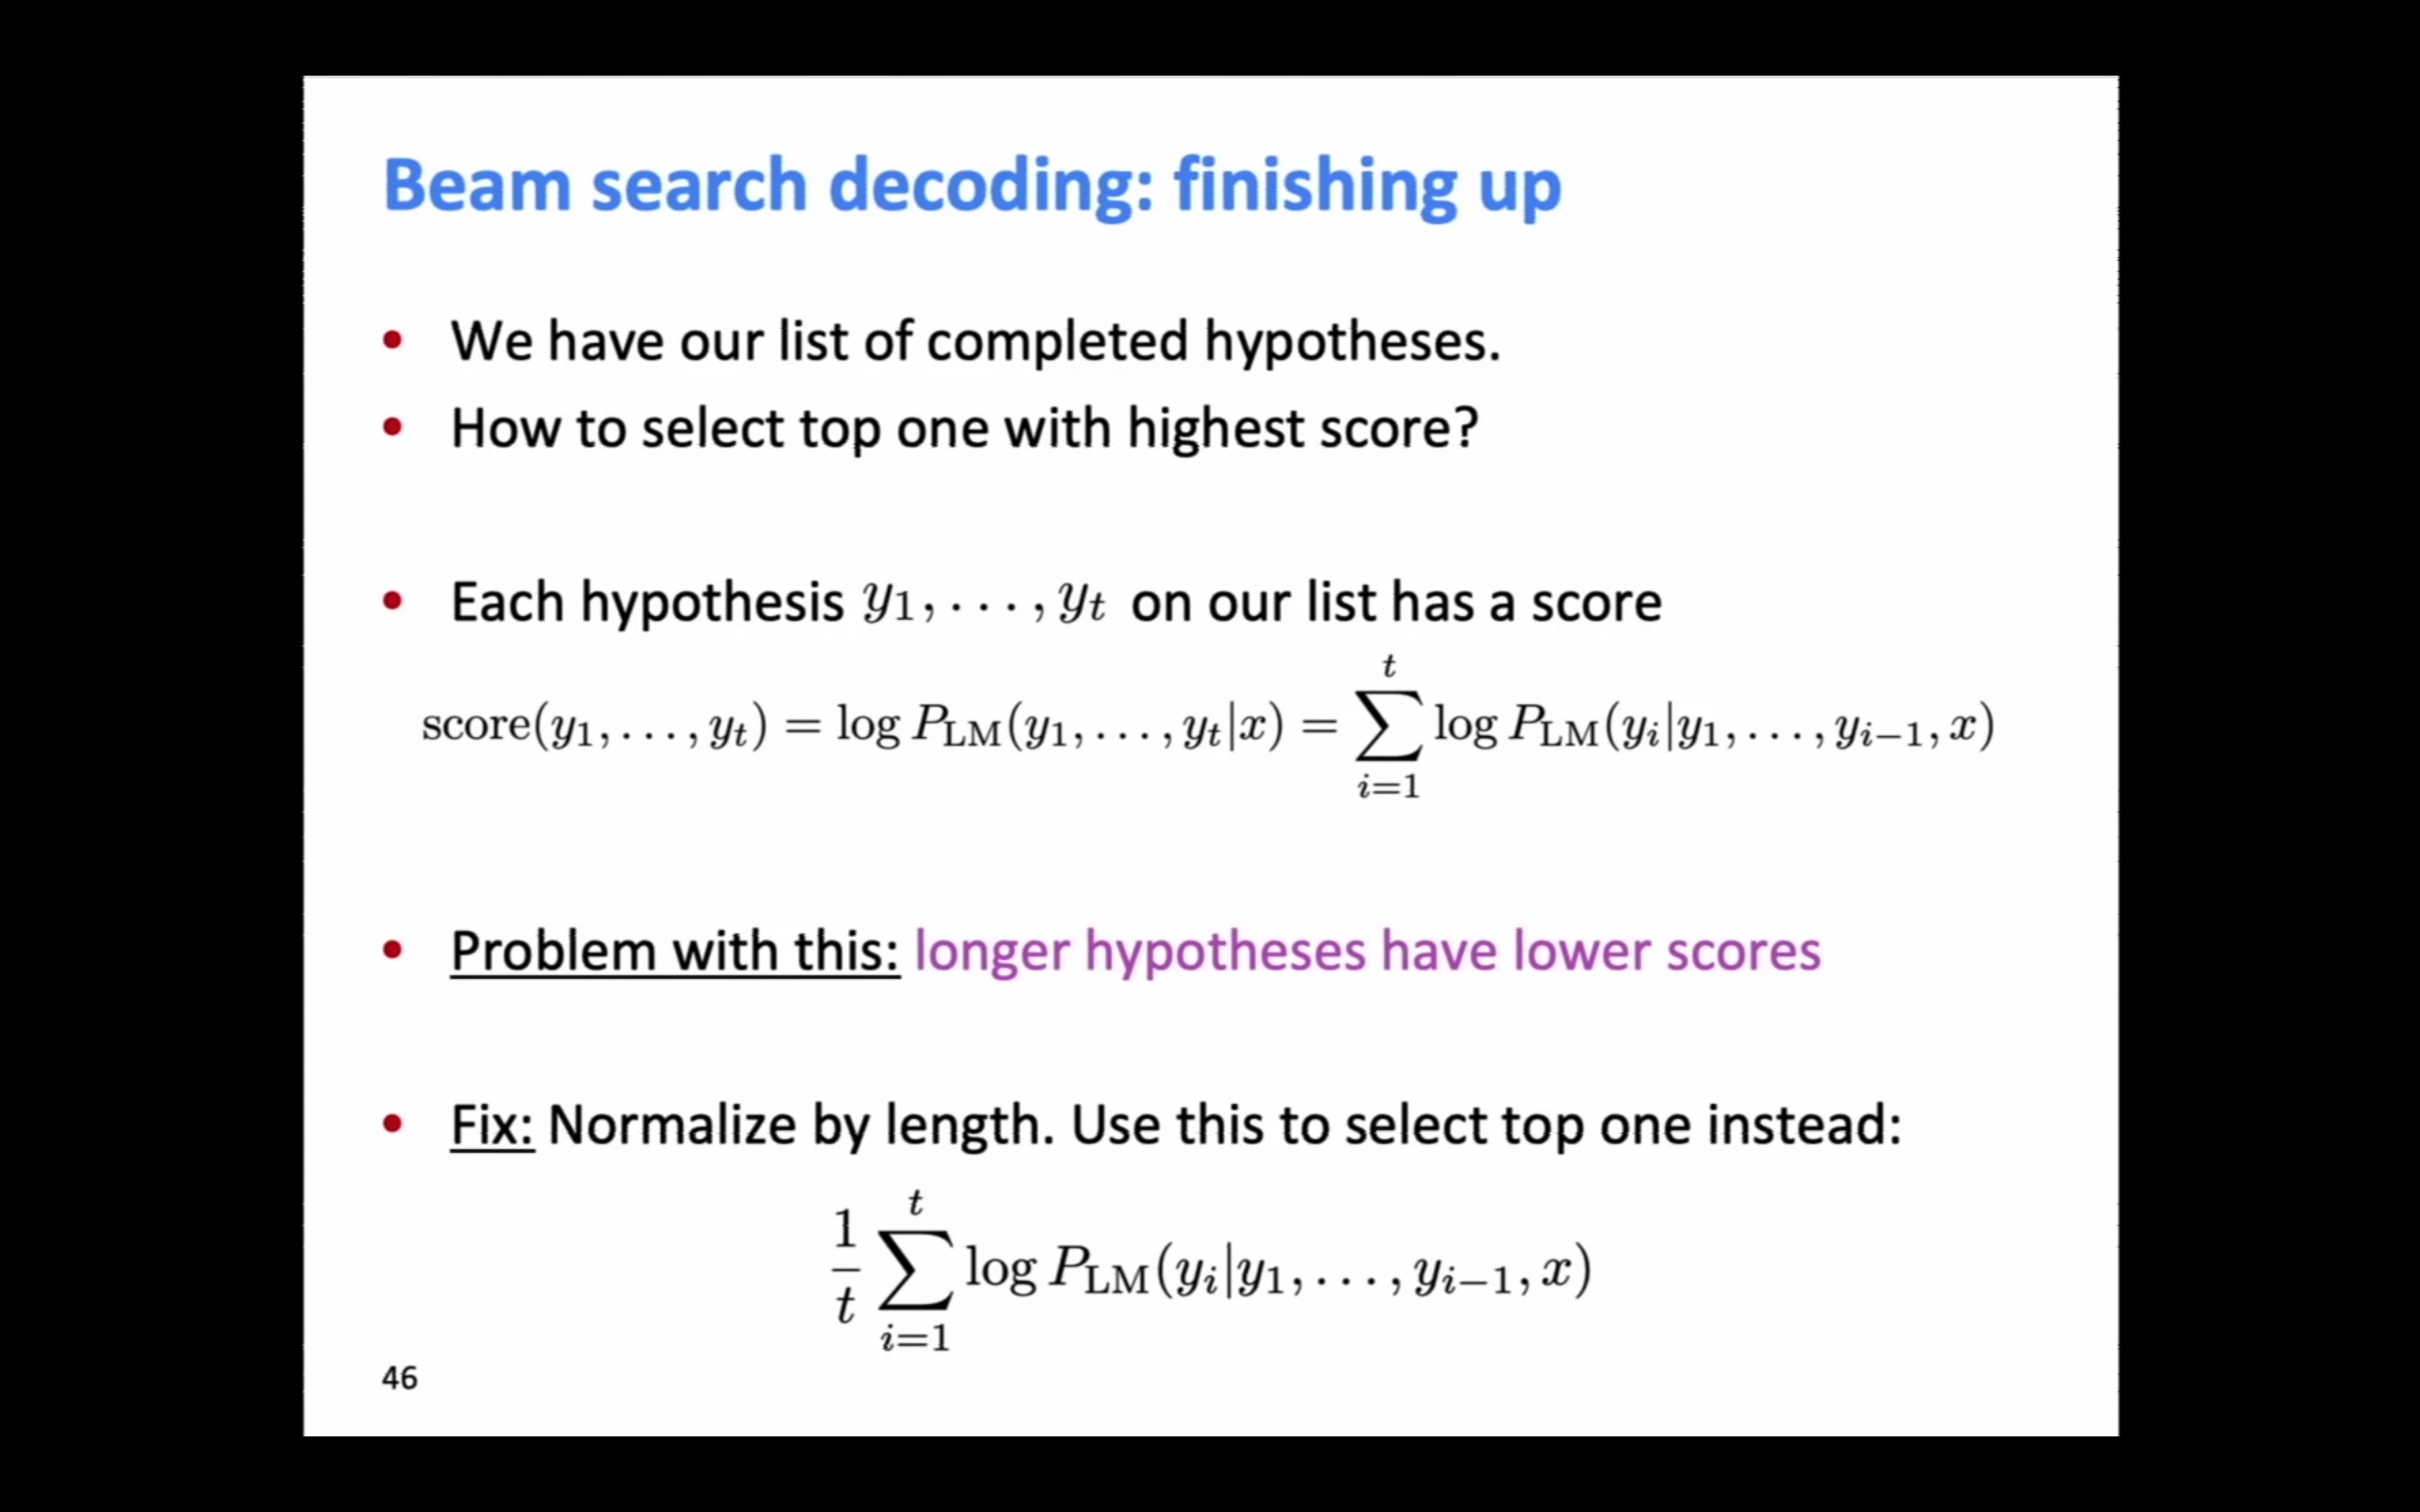 Beam search decoding: finishing up
• We have our list of completed hypotheses.
• How to select top one with highest score?
• Each hypothesis $y_1, \ldots, y_t$ on our list has a score
$\text{score}(y_1, \ldots, y_t) = \log P_{\text{LM}}(y_1, \ldots, y_t|x) = \sum_{i=1}^{t} \log P_{\text{LM}}(y_i|y_1, \ldots, y_{i-1}, x)$
• Problem with this: longer hypotheses have lower scores
• Fix: Normalize by length. Use this to select top one instead:
$\frac{1}{t} \sum_{i=1}^{t} \log P_{\text{LM}}(y_i|y_1, \ldots, y_{i-1}, x)$
46